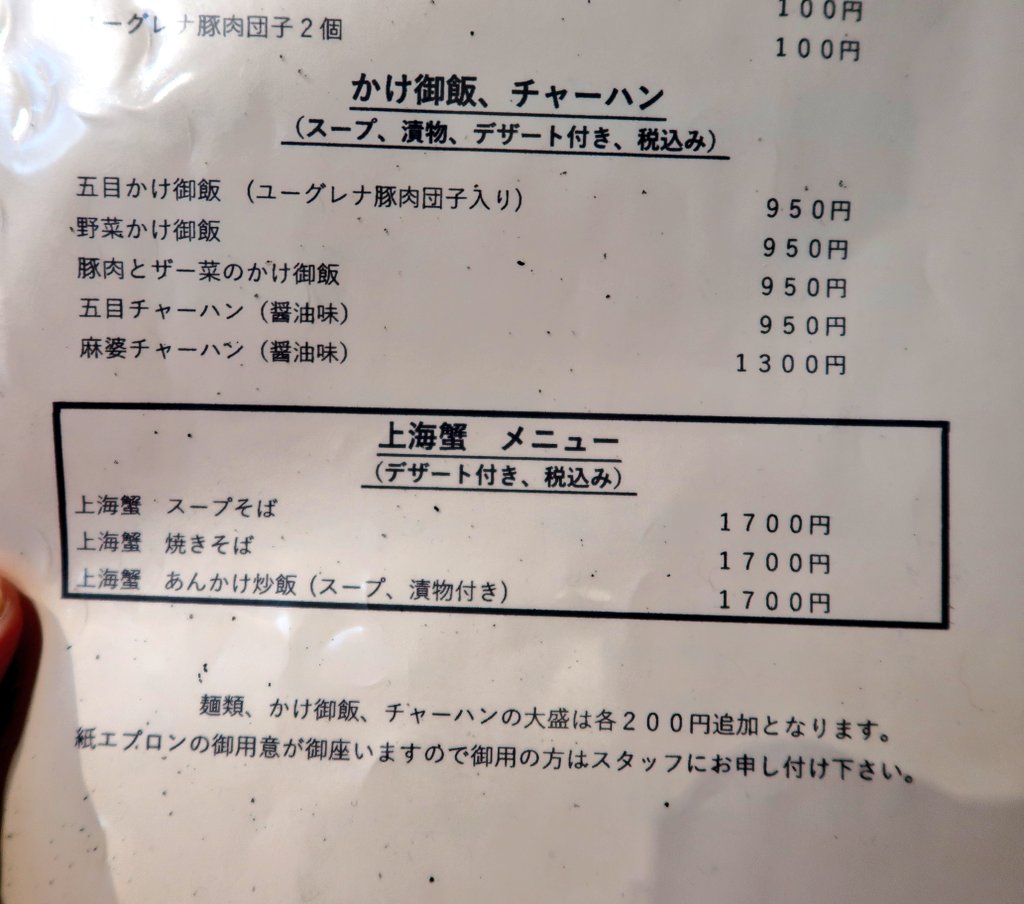 ーグレナ豚肉団子２個
１００円
１００円
かけ御飯、チャーハン
（スープ、漬物、デザート付き、税込み）
五目かけ御飯　（ユーグレナ豚肉団子入り）　９５０円
野菜かけ御飯　９５０円
豚肉とザー菜のかけ御飯　９５０円
五目チャーハン（醤油味）　９５０円
麻婆チャーハン（醤油味）　１３００円
上海蟹　メニュー
（デザート付き、税込み）
上海蟹　スープそば　１７００円
上海蟹　焼きそば　１７００円
上海蟹　あんかけ炒飯（スープ、漬物付き）　１７００円
麺類、かけ御飯、チャーハンの大盛は各２００円追加となります。
紙エプロンの御用意が御座いますので御用の方はスタッフにお申し付け下さい。